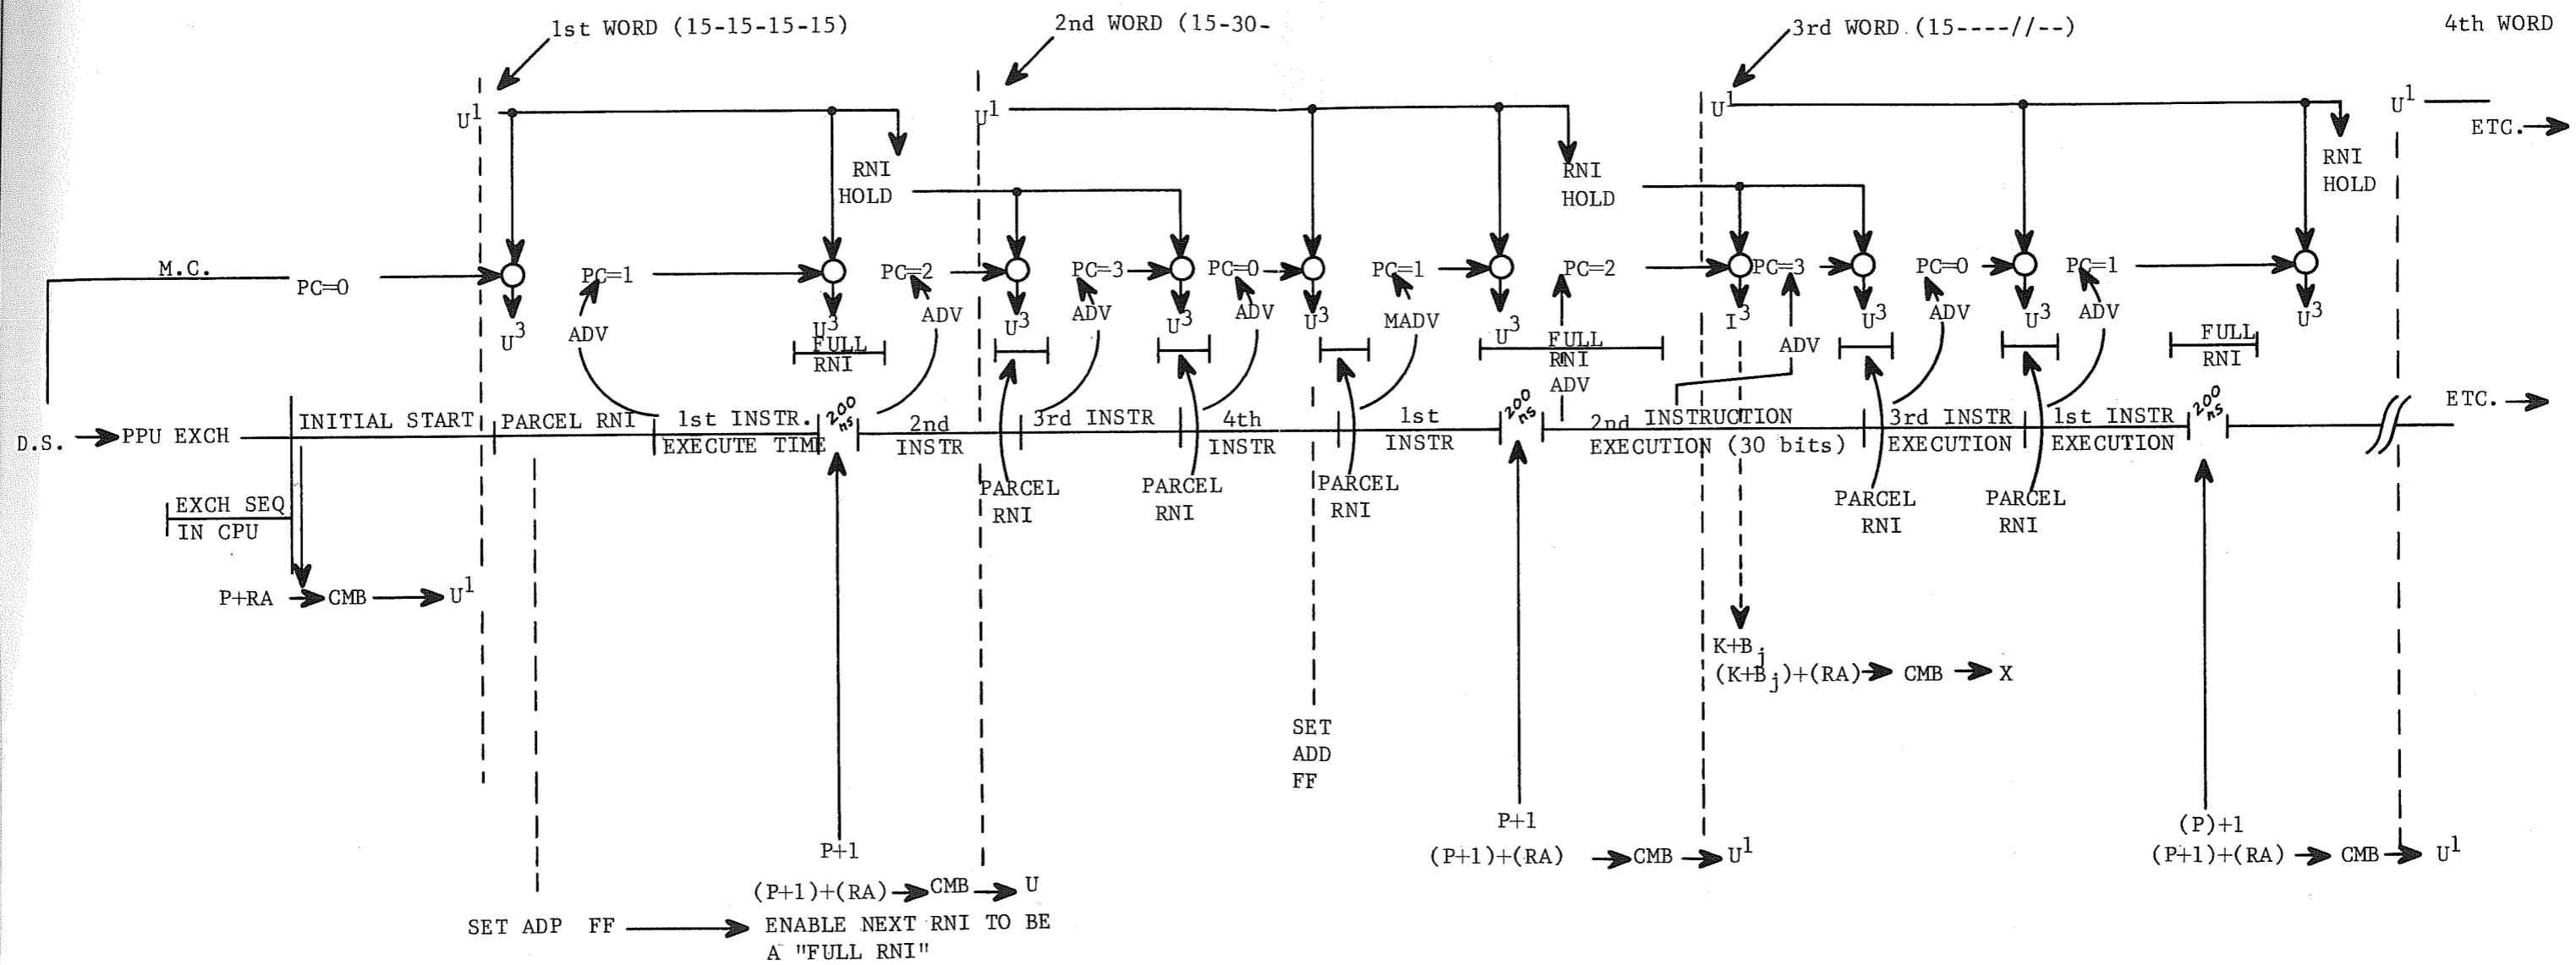 1st WORD (15-15-15-15)
2nd WORD (15-30-
3rd WORD (15----//--)
4th WORD
U1
U1
U1
U1
ETC.
RNI
HOLD
RNI
HOLD
RNI
HOLD
M.C.
PC=0
PC=1
PC=2
PC=3
PC=0
PC=1
PC=2
PC=3
PC=0
PC=1
U3
ADV
U3
ADV
U3
ADV
U3
ADV
U3
MADV
U3
I3
ADV
U3
ADV
U3
ADV
U3
FULL
RNI
FULL
RNI
ADV
FULL
RNI
D.S.
PPU EXCH
INITIAL START
PARCEL RNI
1st INSTR.
EXECUTE TIME
200
ns
2nd
INSTR
3rd INSTR
4th
INSTR
1st
INSTR
200
ns
2nd INSTRUCTION
EXECUTION (30 bits)
3rd INSTR
EXECUTION
1st INSTR
EXECUTION
200
ns
ETC.
EXCH SEQ
IN CPU
PARCEL
RNI
PARCEL
RNI
PARCEL
RNI
PARCEL
RNI
PARCEL
RNI
P+RA
CMB
U1
K+Bj
(K+Bj)+(RA)
CMB
X
SET
ADD
FF
P+1
(P+1)+(RA)
CMB
U
P+1
(P+1)+(RA)
CMB
U1
(P)+1
(P+1)+(RA)
CMB
U1
SET ADP FF
ENABLE NEXT RNI TO BE
A "FULL RNI"